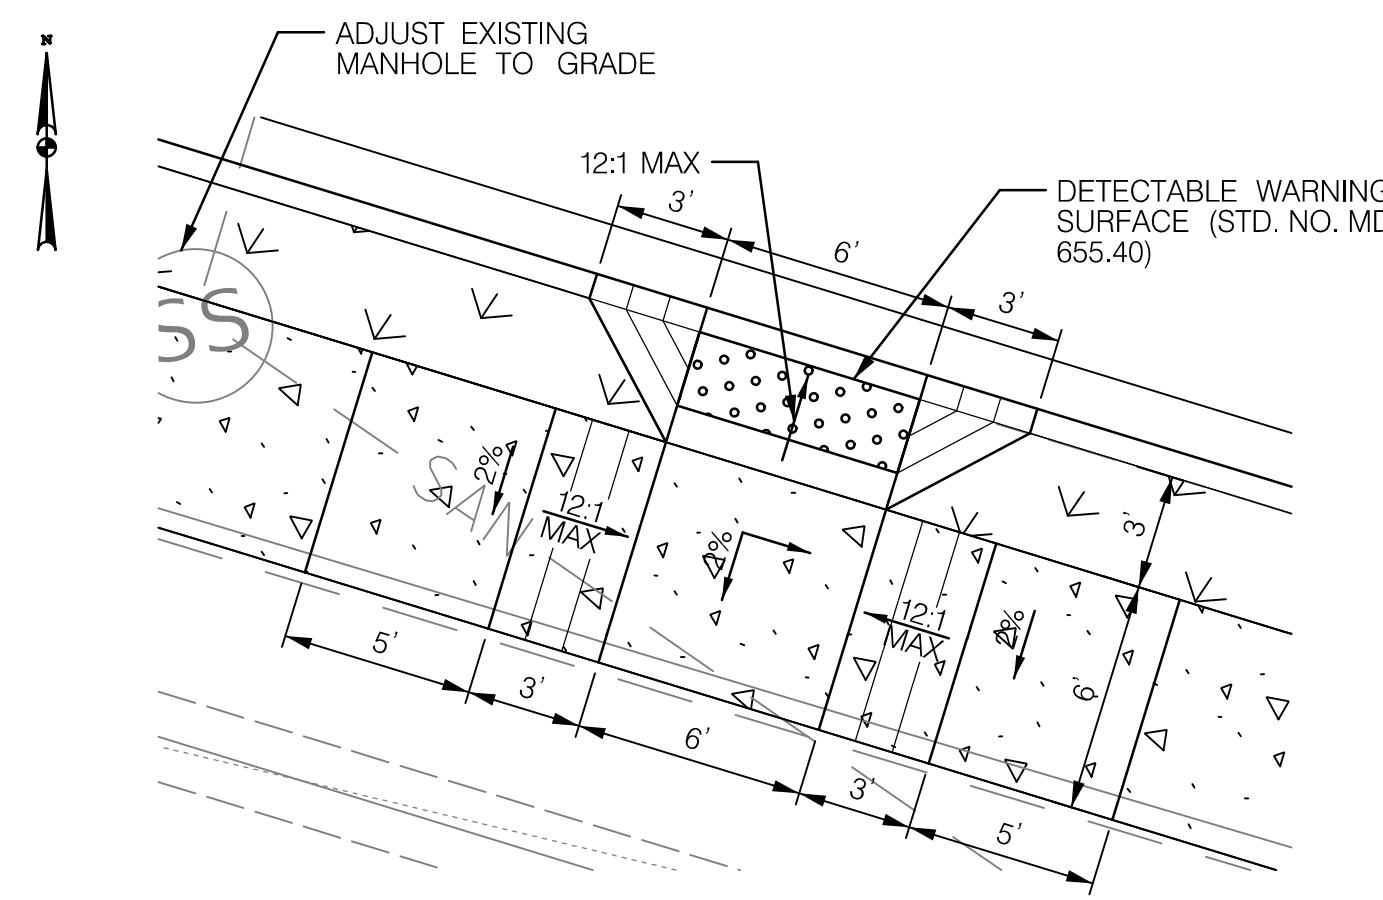 N
ADJUST EXISTING
MANHOLE TO GRADE
12:1 MAX
DETECTABLE WARNING
SURFACE (STD. NO. MD
655.40)
3'
6'
3'
SS
2%
SAN
12:1
MAX
2%
12:1
MAX
2%
3'
6'
5'
3'
6'
3'
5'